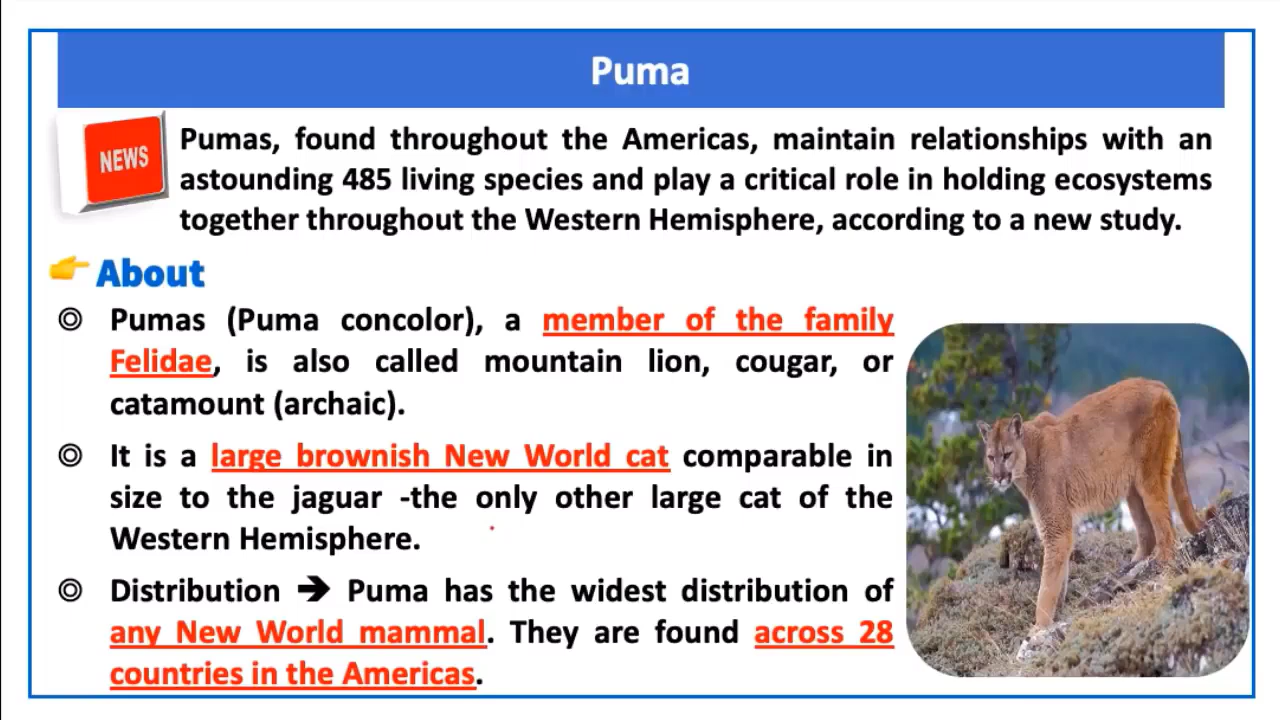 Puma
NEWS
Pumas, found throughout the Americas, maintain relationships with an
astounding 485 living species and play a critical role in holding ecosystems
together throughout the Western Hemisphere, according to a new study.
About
Pumas (Puma concolor), a member of the family
Felidae, is also called mountain lion, cougar, or
catamount (archaic).
It is a large brownish New World cat comparable in
size to the jaguar -the only other large cat of the
Western Hemisphere.
Distribution ➔ Puma has the widest distribution of
any New World mammal. They are found across 28
countries in the Americas.